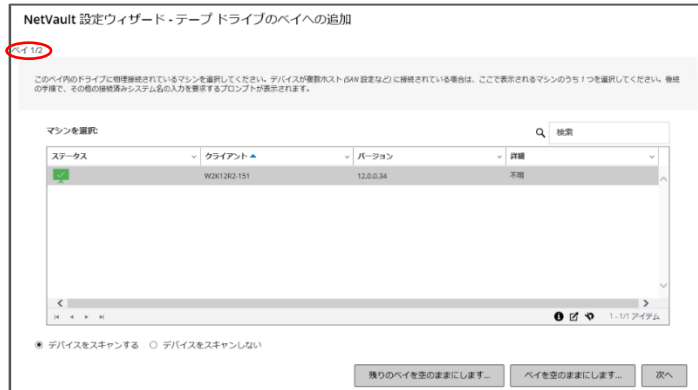 NetVault 設定ウィザード - テープ ドライブのベイへの追加
ベイ 1/2
このベイ内のドライブに物理接続されているマシンを選択してください。デバイスが複数ホスト (SAN 設定など) に接続されている場合は、ここで表示されるマシンのうち 1 つを選択してください。後続
の手順で、その他の接続済みシステム名の入力を要求するプロンプトが表示されます。
マシンを選択:
検索
ステータス クライアント バージョン 詳細
W2K12R2-151 12.0.0.34 不明
1 - 1/1 アイテム
デバイスをスキャンする デバイスをスキャンしない
残りのベイを空のままにします... ベイを空のままにします... 次へ